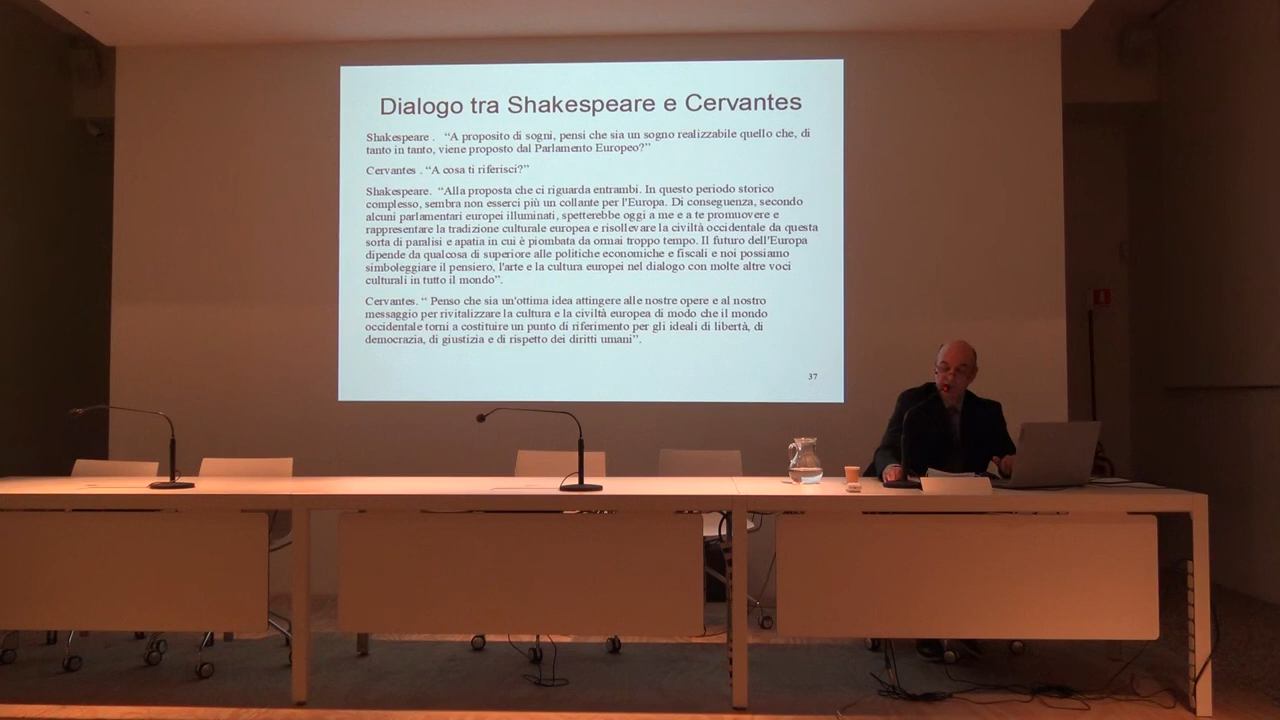 Dialogo tra Shakespeare e Cervantes
Shakespeare . “A proposito di sogni, pensi che sia un sogno realizzabile quello che, di
tanto in tanto, viene proposto dal Parlamento Europeo?”
Cervantes . “A cosa ti riferisci?”
Shakespeare. “Alla proposta che ci riguarda entrambi. In questo periodo storico
complesso, sembra non esserci più un collante per l'Europa. Di conseguenza, secondo
alcuni parlamentari europei illuminati, spetterebbe oggi a me e a te promuovere e
rappresentare la tradizione culturale europea e risollevare la civiltà occidentale da questa
sorta di paralisi e apatia in cui è piombata da ormai troppo tempo. Il futuro dell'Europa
dipende da qualcosa di superiore alle politiche economiche e fiscali e noi possiamo
simboleggiare il pensiero, l'arte e la cultura europei nel dialogo con molte altre voci
culturali in tutto il mondo”.
Cervantes. “ Penso che sia un'ottima idea attingere alle nostre opere e al nostro
messaggio per rivitalizzare la cultura e la civiltà europea di modo che il mondo
occidentale torni a costituire un punto di riferimento per gli ideali di libertà, di
democrazia, di giustizia e di rispetto dei diritti umani”.
37